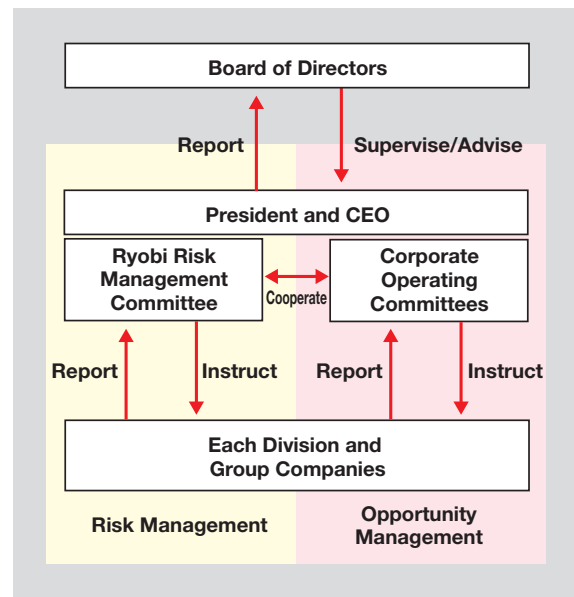 Board of Directors
Report
Supervise/Advise
President and CEO
Ryobi Risk
Management
Committee
Cooperate
Corporate
Operating
Committees
Report
Instruct
Report
Instruct
Each Division and
Group Companies
Risk Management
Opportunity
Management